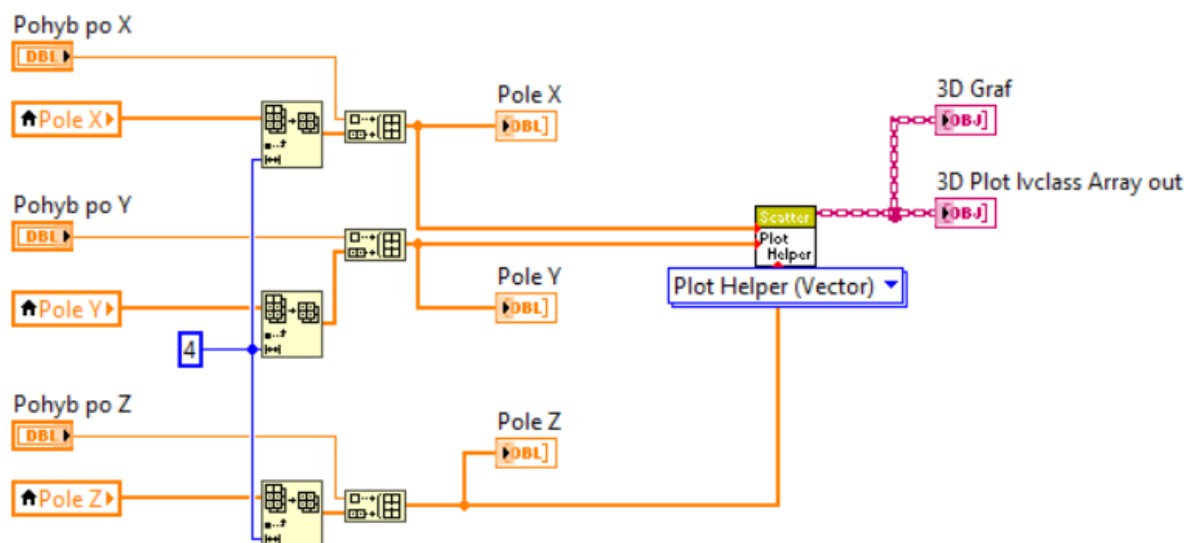 Pohyb po X
DBL
Pole X
Pole X
DBL]
3D Graf
OBJ]
3D Plot lvclass Array out
OBJ]
Pohyb po Y
DBL
Scatter
Plot
Helper
Plot Helper (Vector)
Pole Y
Pole Y
DBL]
4
Pohyb po Z
DBL
Pole Z
Pole Z
DBL]